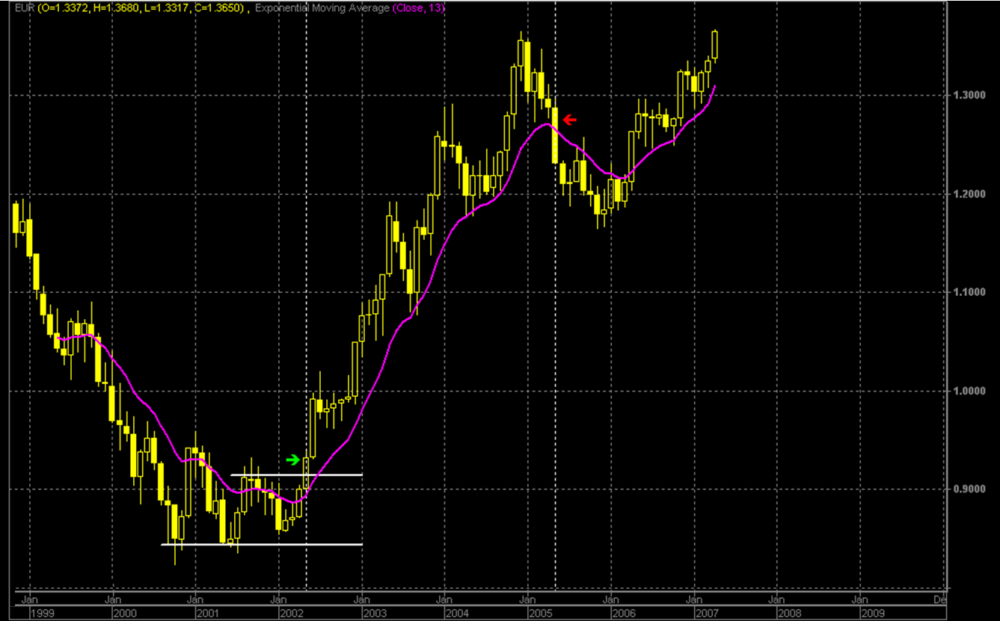 EUR (O=1.3372, H=1.3680, L=1.3317, C=1.3650) , Exponential Moving Average (Close, 13)
1.3000
1.2000
1.1000
1.0000
0.9000
Jan Jan Jan Jan Jan Jan Jan Jan Jan Jan Jan De
1999 2000 2001 2002 2003 2004 2005 2006 2007 2008 2009